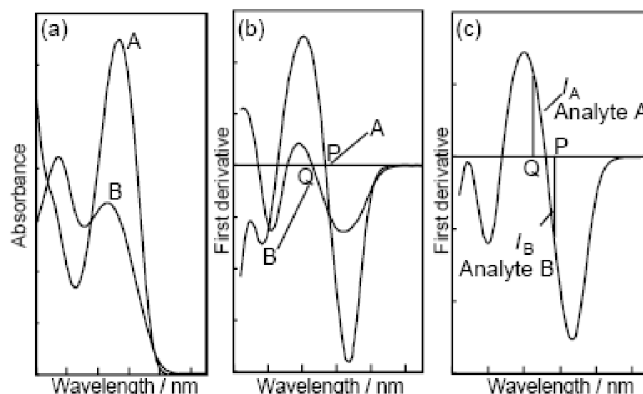 (a)
A
B
Absorbance
Wavelength / nm
(b)
P
A
Q
B
First derivative
Wavelength / nm
(c)
iA
Analyte A
P
Q
iB
Analyte B
First derivative
Wavelength / nm